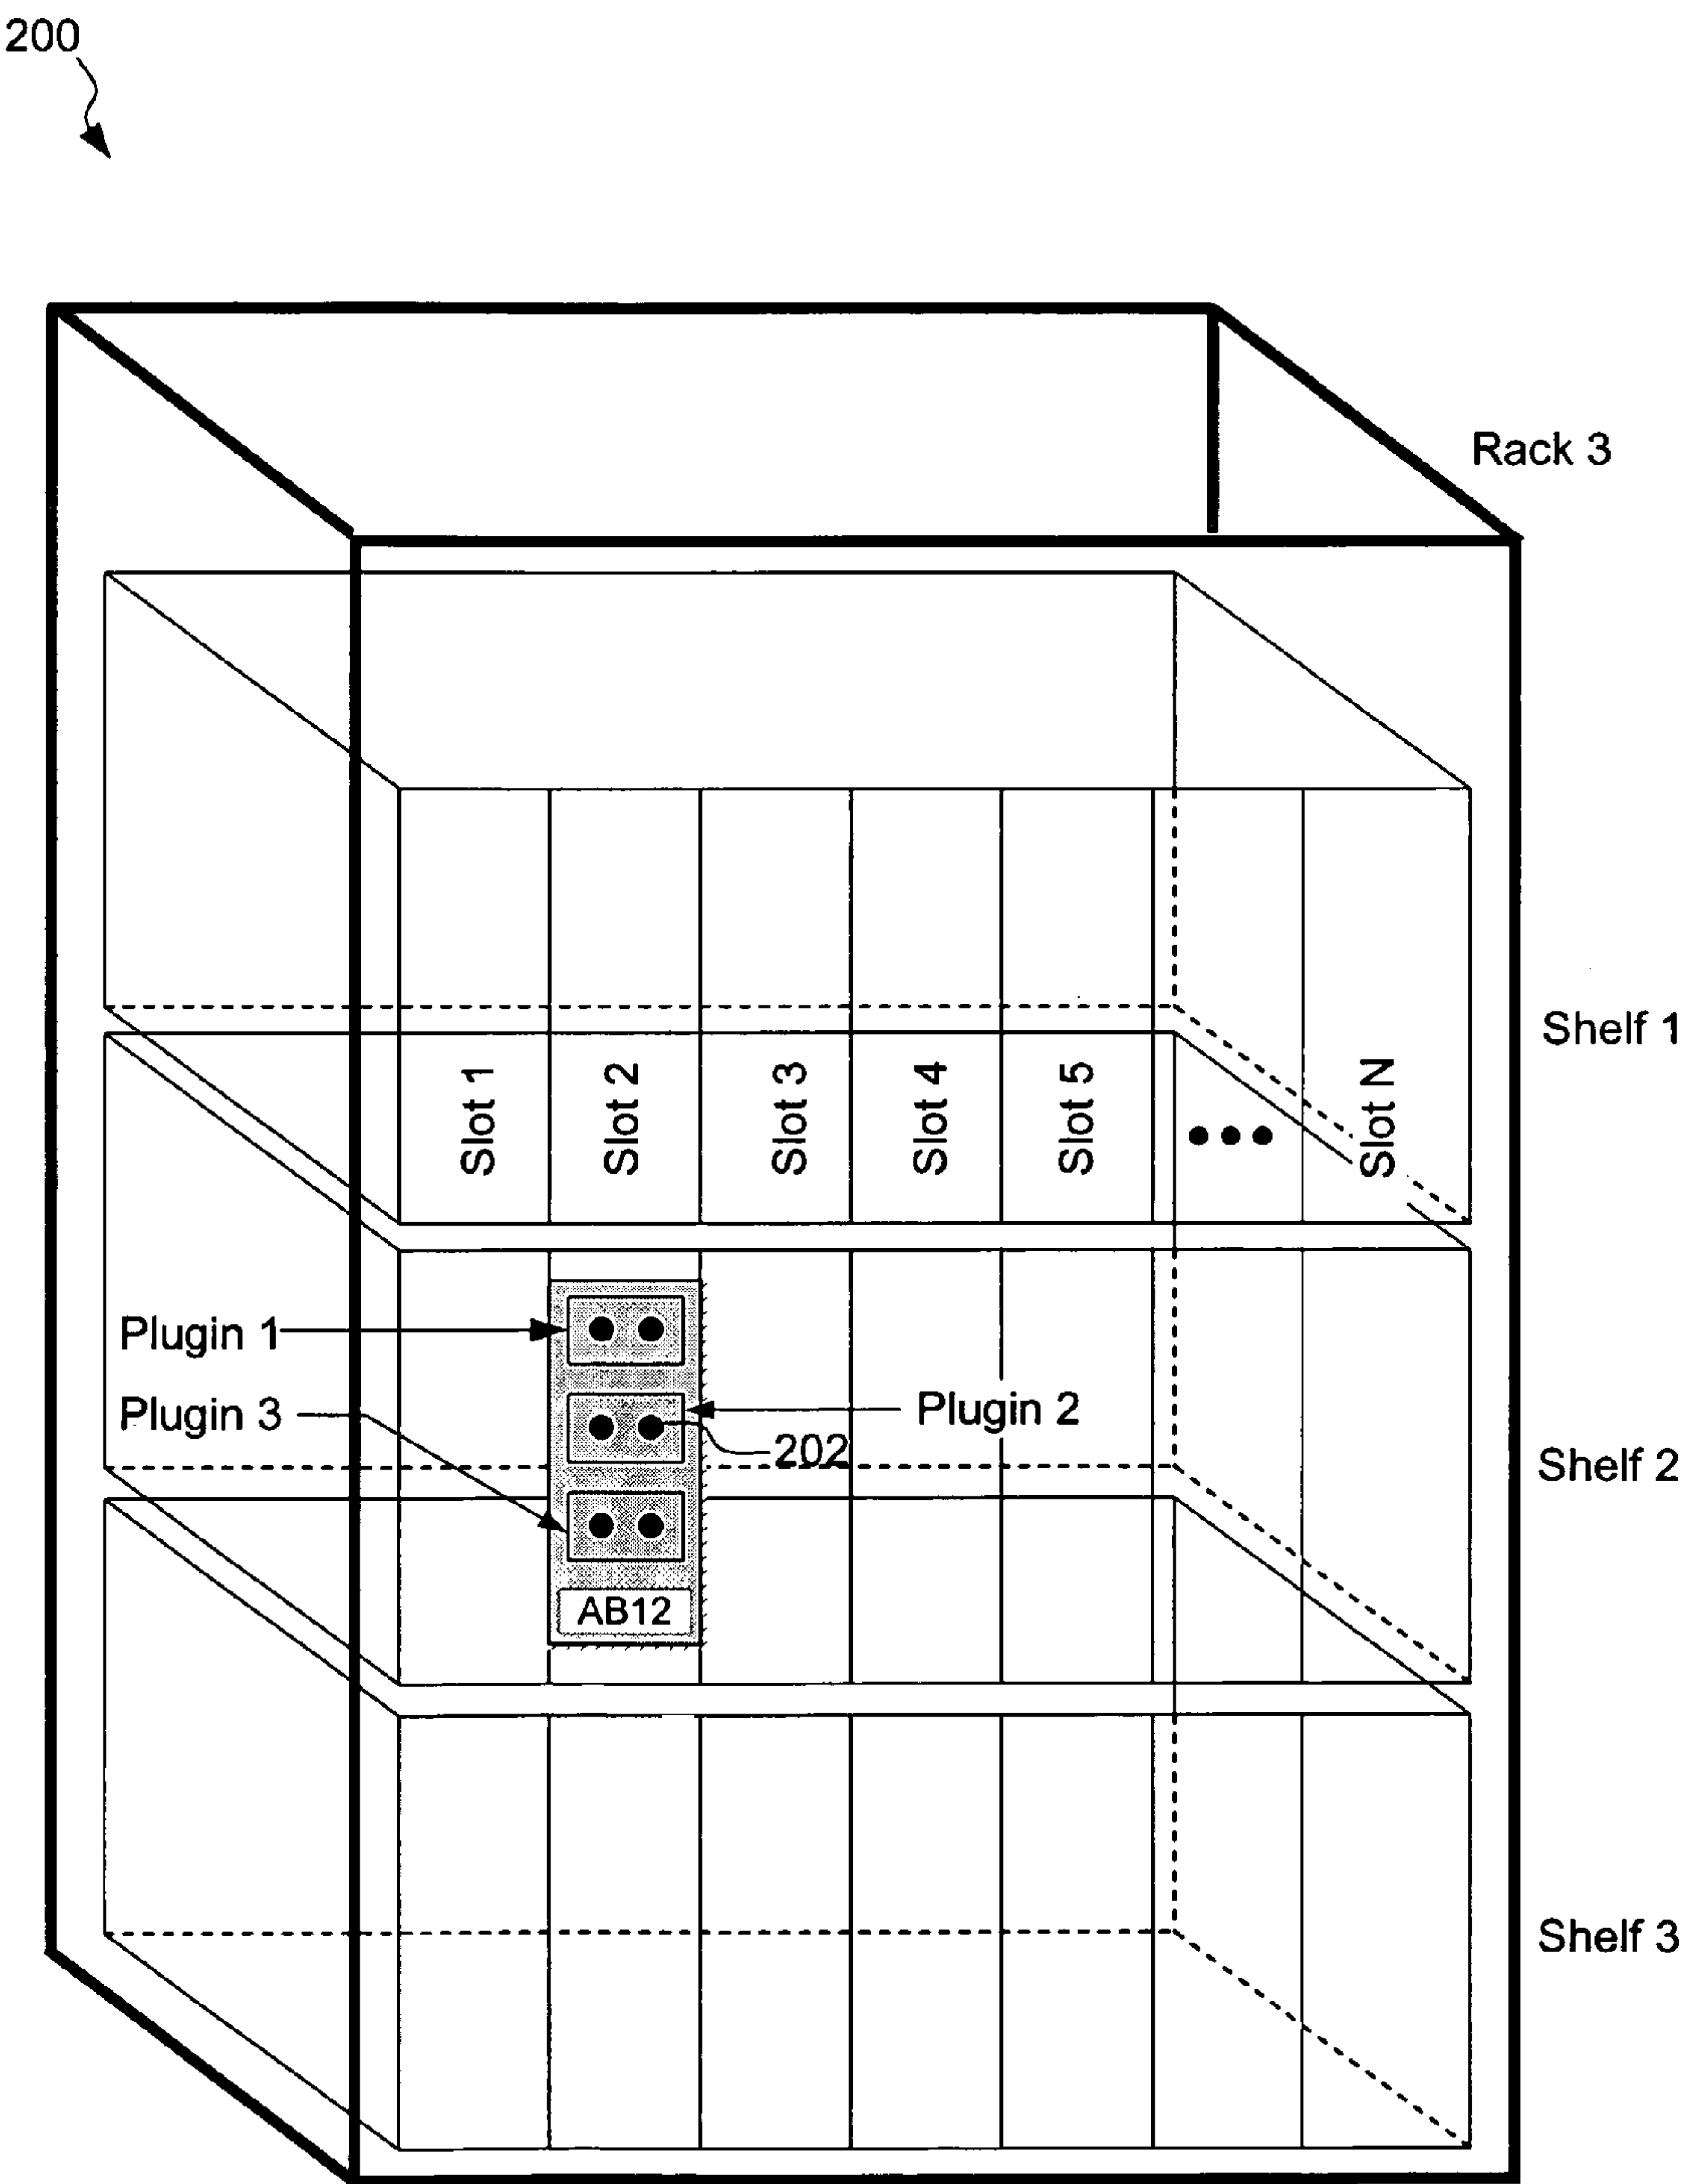 200
Rack 3
Shelf 1
Slot 1
Slot 2
Slot 3
Slot 4
Slot 5
Slot N
Plugin 1
Plugin 3
Plugin 2
202
Shelf 2
AB12
Shelf 3